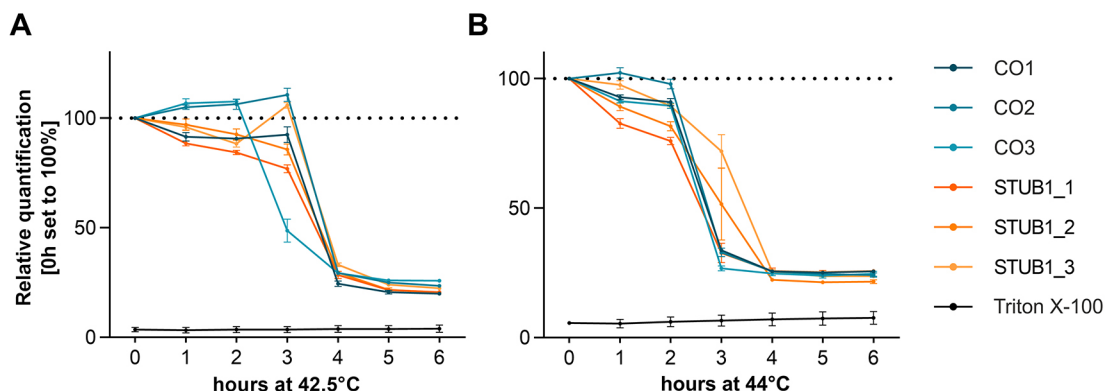 A
B
Relative quantification
[0h set to 100%]
100
50
0
0 1 2 3 4 5 6
hours at 42.5°C
100
50
0
0 1 2 3 4 5 6
hours at 44°C
CO1
CO2
CO3
STUB1_1
STUB1_2
STUB1_3
Triton X-100